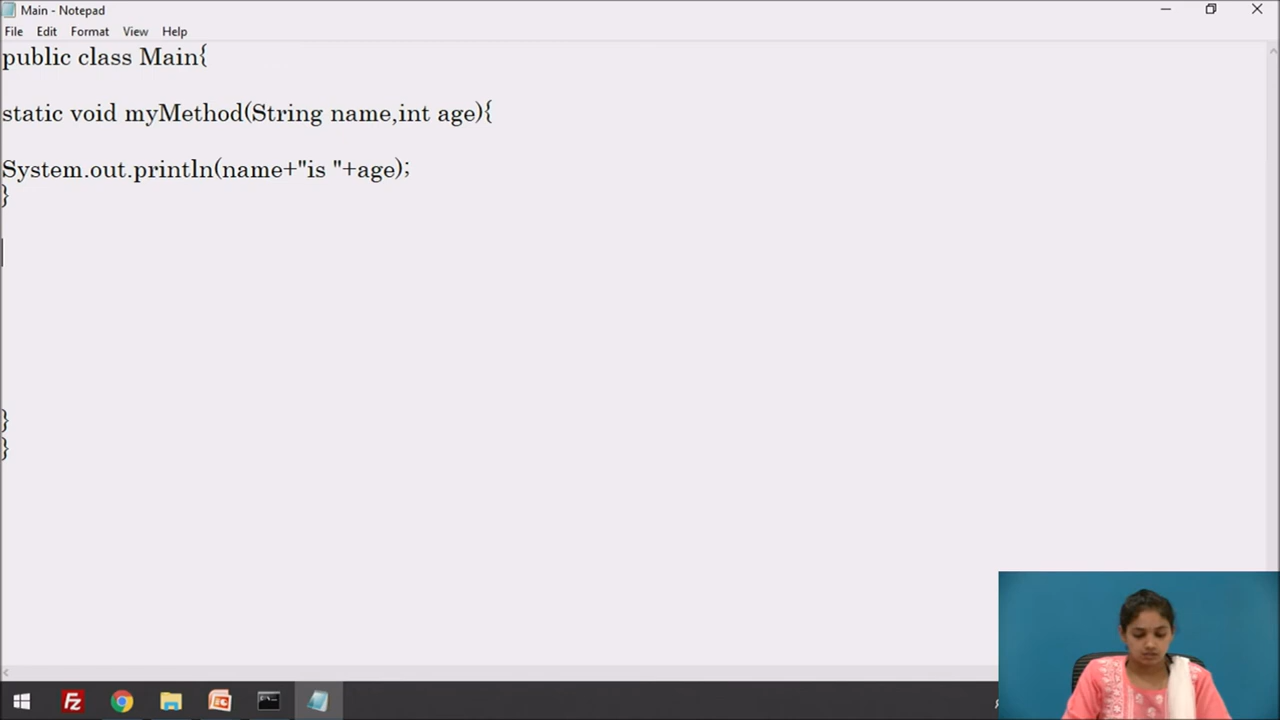 Main - Notepad
File Edit Format View Help
public class Main{
static void myMethod(String name,int age){
System.out.println(name+"is "+age);
}
}
}
Fz